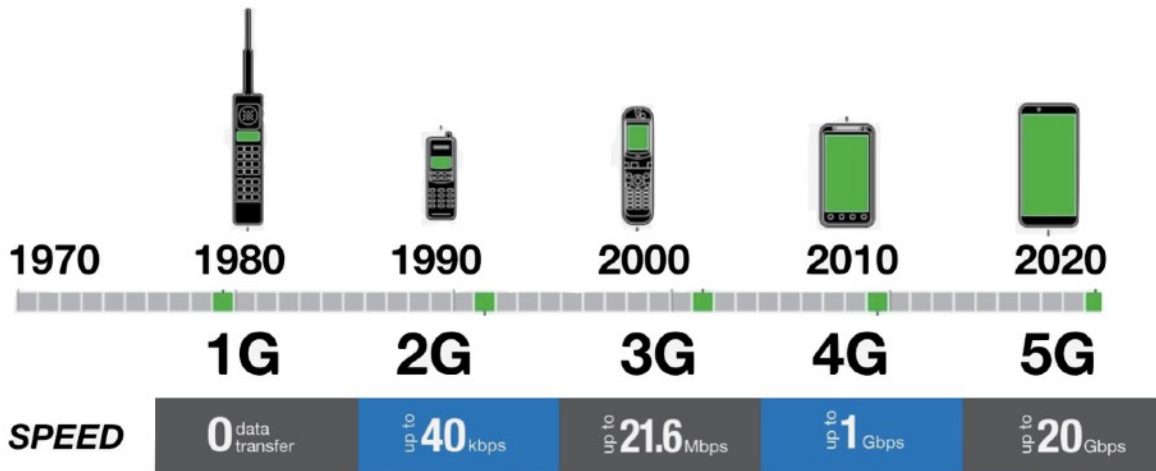 1970 1980 1990 2000 2010 2020
1G 2G 3G 4G 5G
SPEED 0 data transfer up to 40 kbps up to 21.6 Mbps up to 1 Gbps up to 20 Gbps